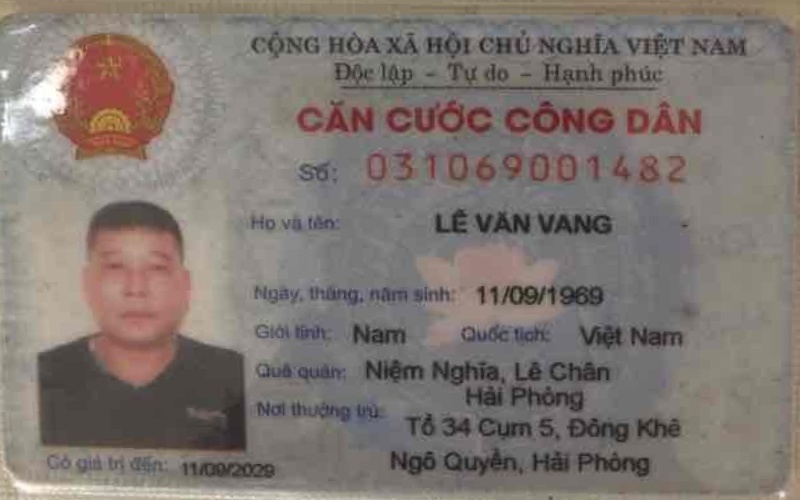 CỘNG HÒA XÃ HỘI CHỦ NGHĨA VIỆT NAM
Độc lập - Tự do - Hạnh phúc
CĂN CƯỚC CÔNG DÂN
Số: 031069001482
Họ và tên: LÊ VĂN VANG
Ngày, tháng, năm sinh: 11/09/1969
Giới tính: Nam Quốc tịch: Việt Nam
Quê quán: Niệm Nghĩa, Lê Chân
Hải Phòng
Nơi thường trú:
Tổ 34 Cụm 5, Đông Khê
Ngô Quyền, Hải Phòng
Có giá trị đến: 11/09/2029